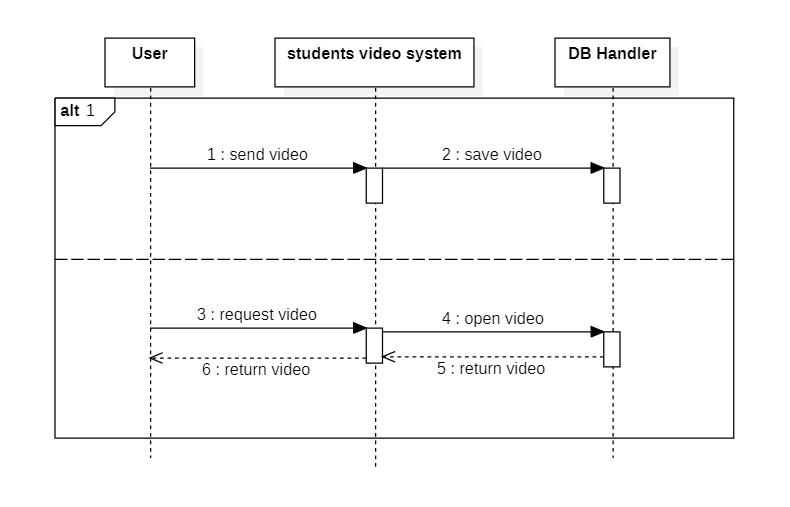 User
students video system
DB Handler
alt 1
1 : send video
2 : save video
3 : request video
4 : open video
6 : return video
5 : return video